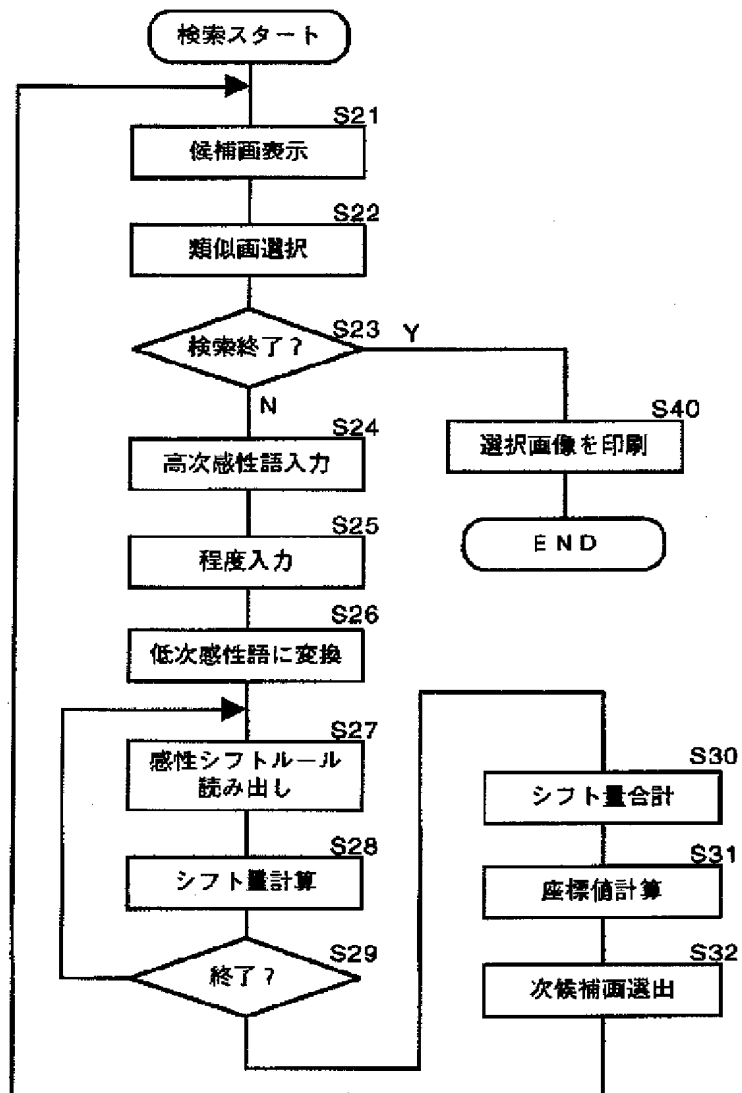 検索スタート
S21
候補画表示
S22
類似画選択
S23
検索終了？
Y
N
S24
高次感性語入力
S40
選択画像を印刷
S25
程度入力
END
S26
低次感性語に変換
S27
感性シフトルール
読み出し
S28
シフト量計算
S29
終了？
S30
シフト量合計
S31
座標値計算
S32
次候補画選出